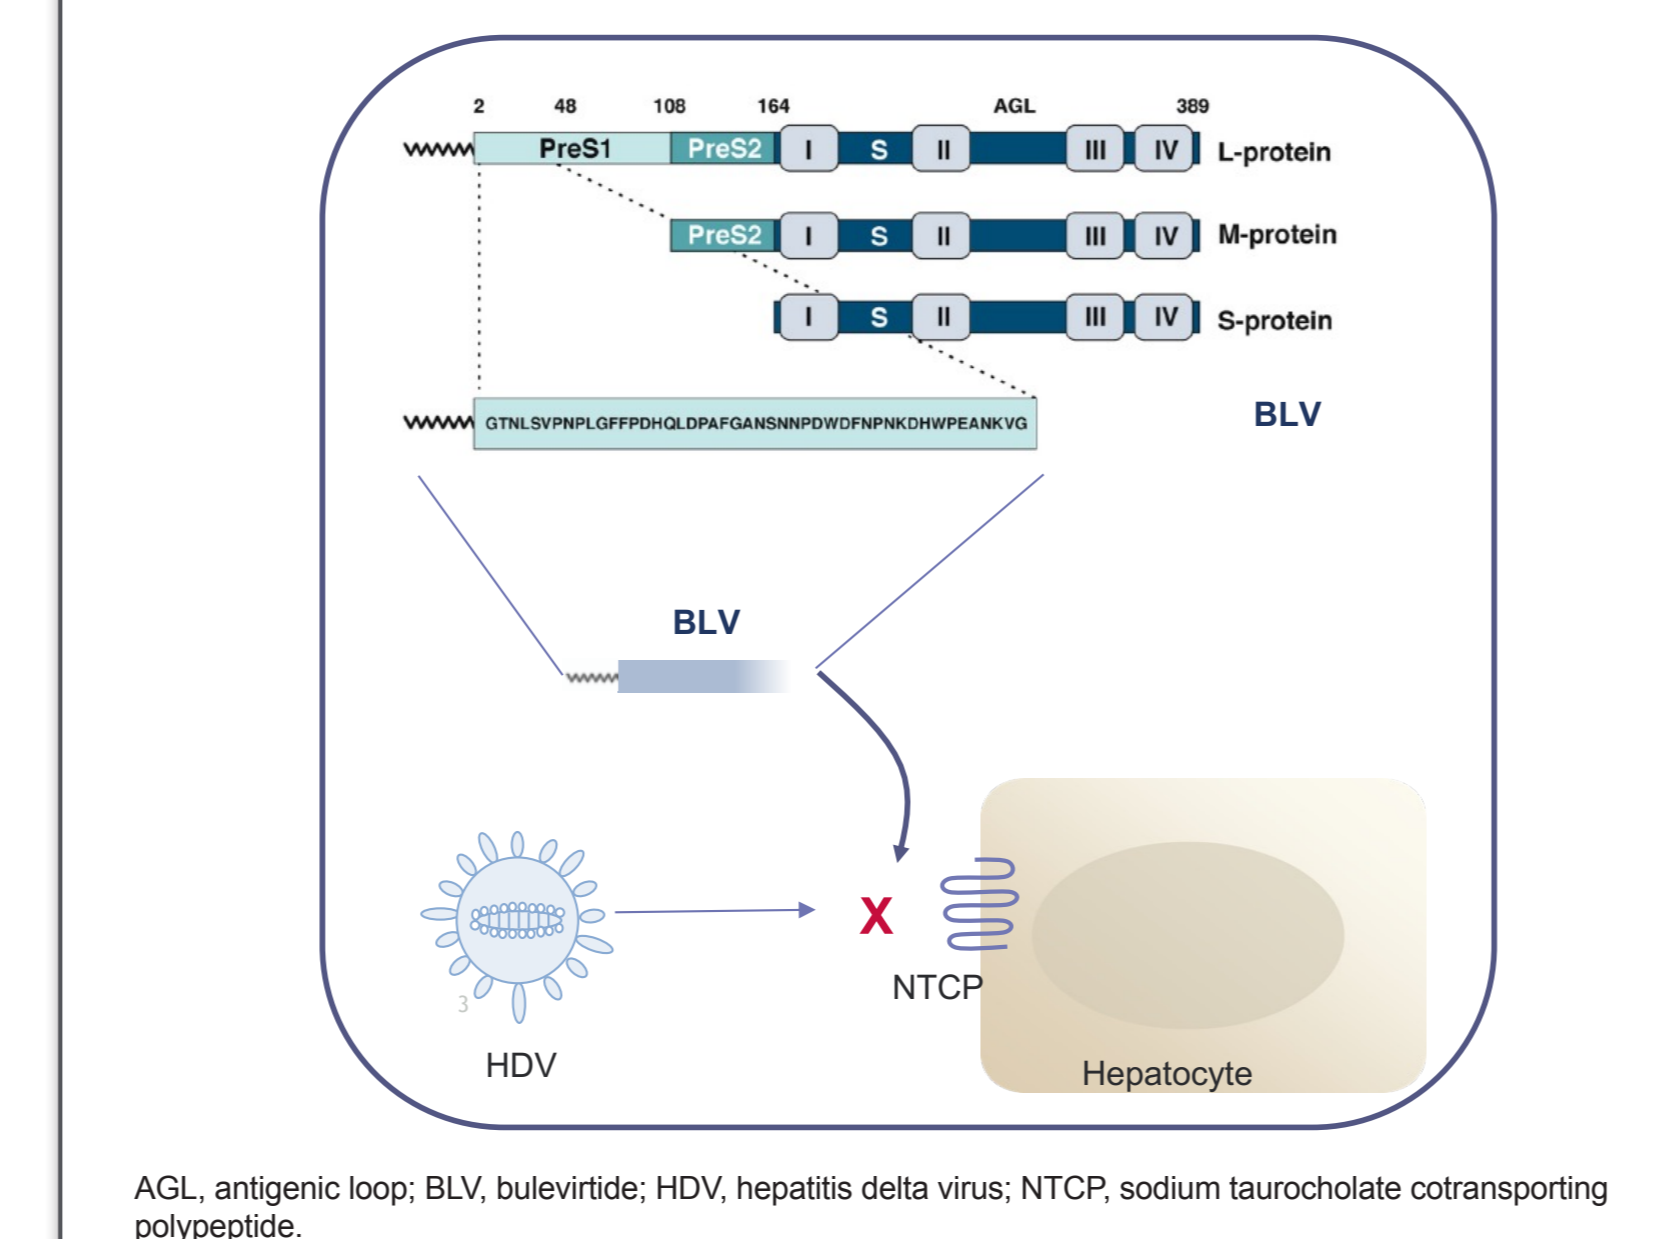 2 48 108 164 AGL 389
PreS1 PreS2 I S II III IV L-protein
PreS2 I S II III IV M-protein
I S II III IV S-protein
GTNLSVPNPLGFFPDHQLDPAFGANSNNPDWDFNPNKDHWPEANKVG
BLV
BLV
X
NTCP
3
HDV
Hepatocyte
AGL, antigenic loop; BLV, bulevirtide; HDV, hepatitis delta virus; NTCP, sodium taurocholate cotransporting
polypeptide.